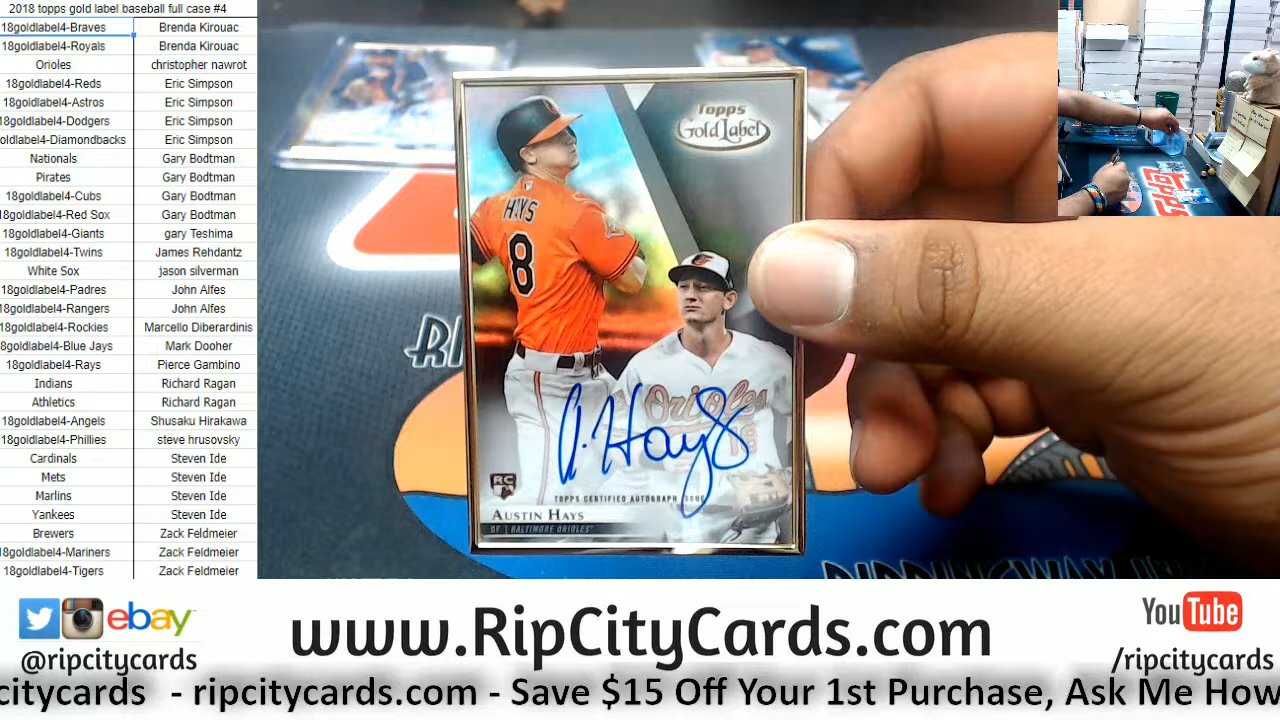 2018 topps gold label baseball full case #4
18goldlabel4-Braves Brenda Kirouac
18goldlabel4-Royals Brenda Kirouac
Orioles christopher nawrot
18goldlabel4-Reds Eric Simpson
18goldlabel4-Astros Eric Simpson
18goldlabel4-Dodgers Eric Simpson
oldlabel4-Diamondbacks Eric Simpson
Nationals Gary Bodtman
Pirates Gary Bodtman
18goldlabel4-Cubs Gary Bodtman
18goldlabel4-Red Sox Gary Bodtman
18goldlabel4-Giants gary Teshima
18goldlabel4-Twins James Rehdantz
White Sox jason silverman
18goldlabel4-Padres John Alfes
18goldlabel4-Rangers John Alfes
18goldlabel4-Rockies Marcello Diberardinis
8goldlabel4-Blue Jays Mark Dooher
18goldlabel4-Rays Pierce Gambino
Indians Richard Ragan
Athletics Richard Ragan
18goldlabel4-Angels Shusaku Hirakawa
18goldlabel4-Phillies steve hrusovsky
Cardinals Steven Ide
Mets Steven Ide
Marlins Steven Ide
Yankees Steven Ide
Brewers Zack Feldmeier
8goldlabel4-Mariners Zack Feldmeier
18goldlabel4-Tigers Zack Feldmeier
Topps
Gold Label
HAYS
8
Orioles
18
A. Hays
RC
TOPPS CERTIFIED AUTOGRAPH ISSUE
AUSTIN HAYS
OF | BALTIMORE ORIOLES
ebay
@ripcitycards
www.RipCityCards.com
YouTube
/ripcitycards
citycards - ripcitycards.com - Save $15 Off Your 1st Purchase, Ask Me How